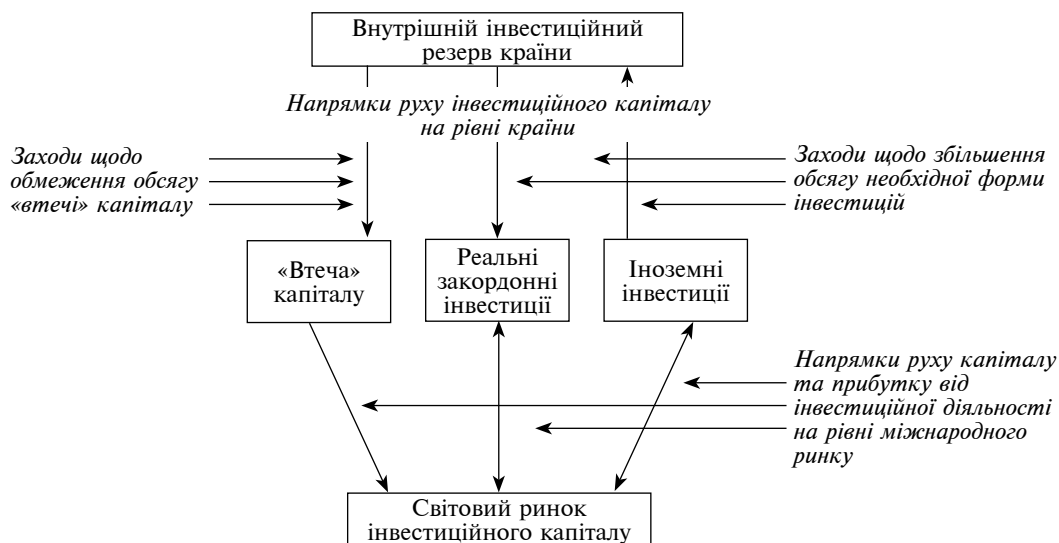 Внутрішній інвестиційний
резерв країни
Напрямки руху інвестиційного капіталу
на рівні країни
Заходи щодо
обмеження обсягу
«втечі» капіталу
Заходи щодо збільшення
обсягу необхідної форми
інвестицій
«Втеча»
капіталу
Реальні
закордонні
інвестиції
Іноземні
інвестиції
Напрямки руху капіталу
та прибутку від
інвестиційної діяльності
на рівні міжнародного
ринку
Світовий ринок
інвестиційного капіталу